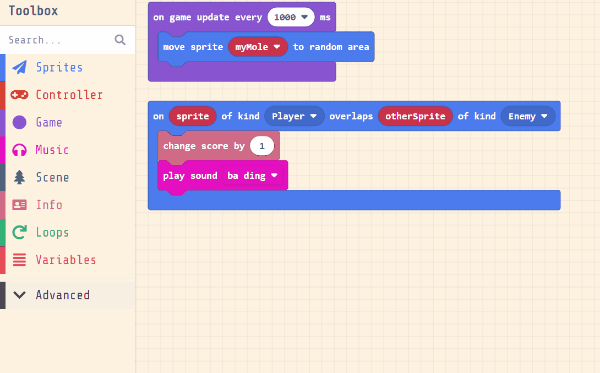 Toolbox
Search...
Sprites
Controller
Game
Music
Scene
Info
Loops
Variables
Advanced
on game update every 1000 ms
move sprite myMole to random area
on sprite of kind Player overlaps otherSprite of kind Enemy
change score by 1
play sound ba ding